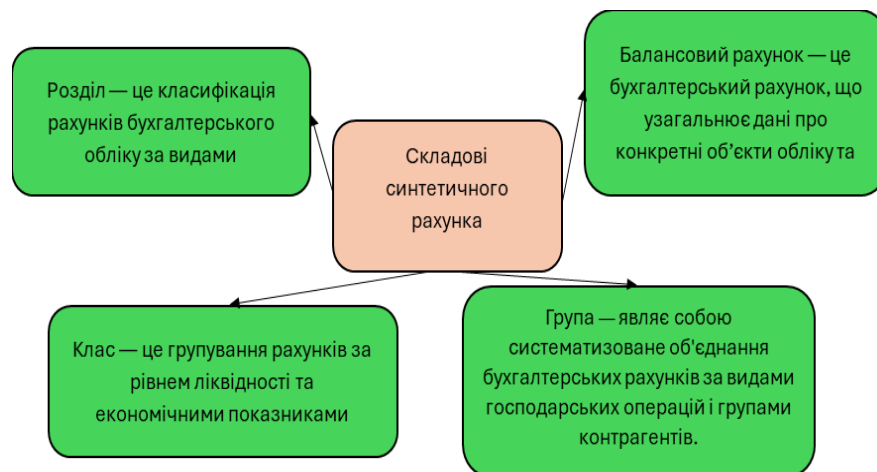 Розділ — це класифікація
рахунків бухгалтерського
обліку за видами
Балансовий рахунок — це
бухгалтерський рахунок, що
узагальнює дані про
конкретні об’єкти обліку та
Складові
синтетичного
рахунка
Клас — це групування рахунків за
рівнем ліквідності та
економічними показниками
Група — являє собою
систематизоване об'єднання
бухгалтерських рахунків за видами
господарських операцій і групами
контрагентів.